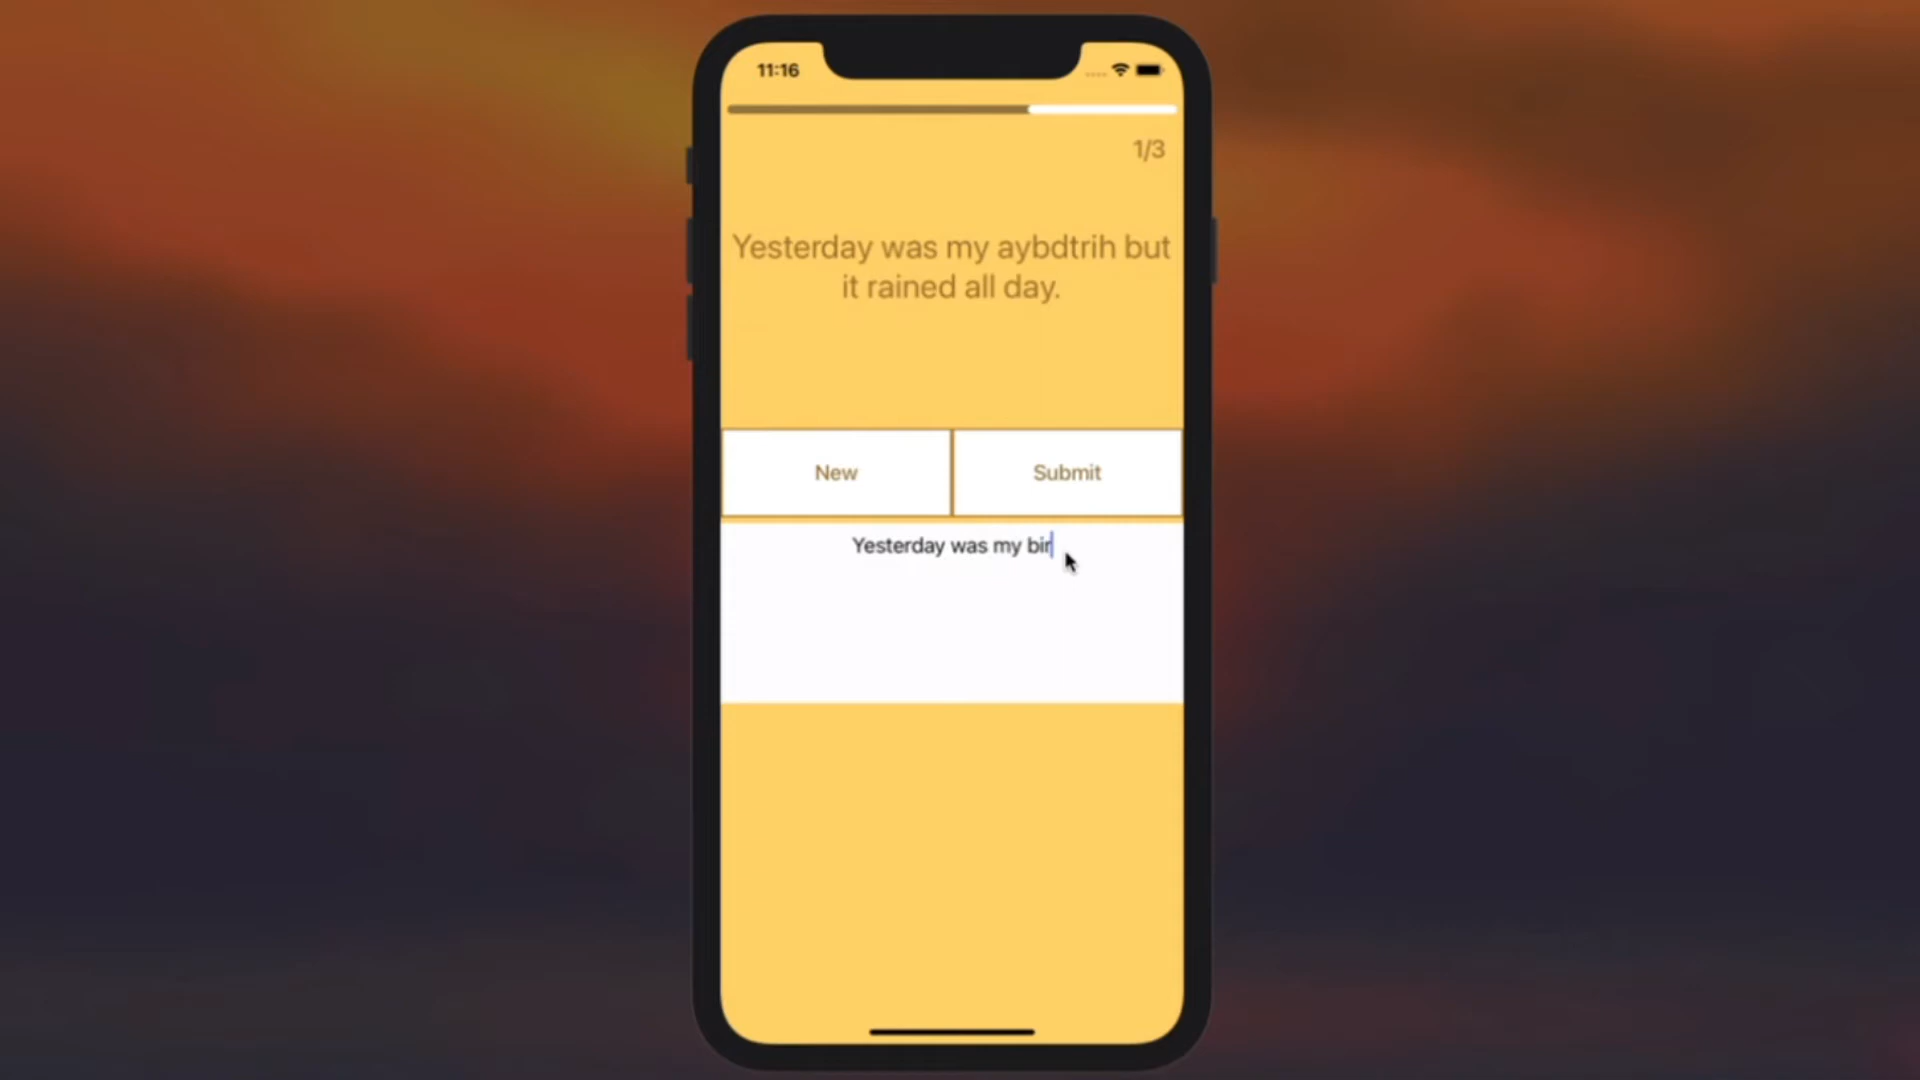 11:16
1/3
Yesterday was my aybdtrih but
it rained all day.
New
Submit
Yesterday was my bir